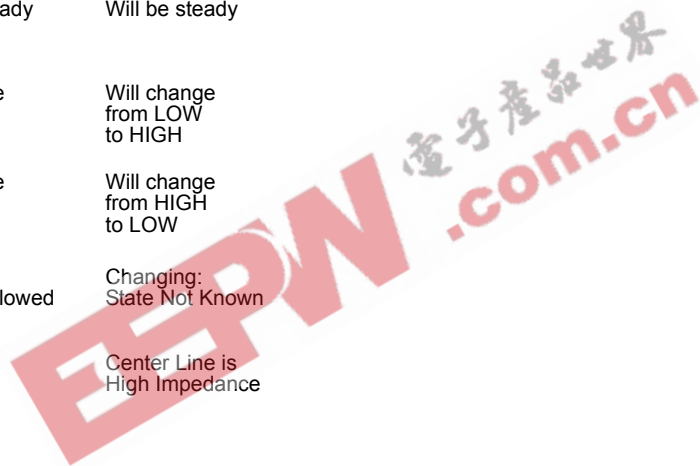 ady Will be steady
e Will change
from LOW
to HIGH
e Will change
from HIGH
to LOW
Changing:
lowed State Not Known
Center Line is
High Impedance
EEPW 電子產品世界
.com.cn